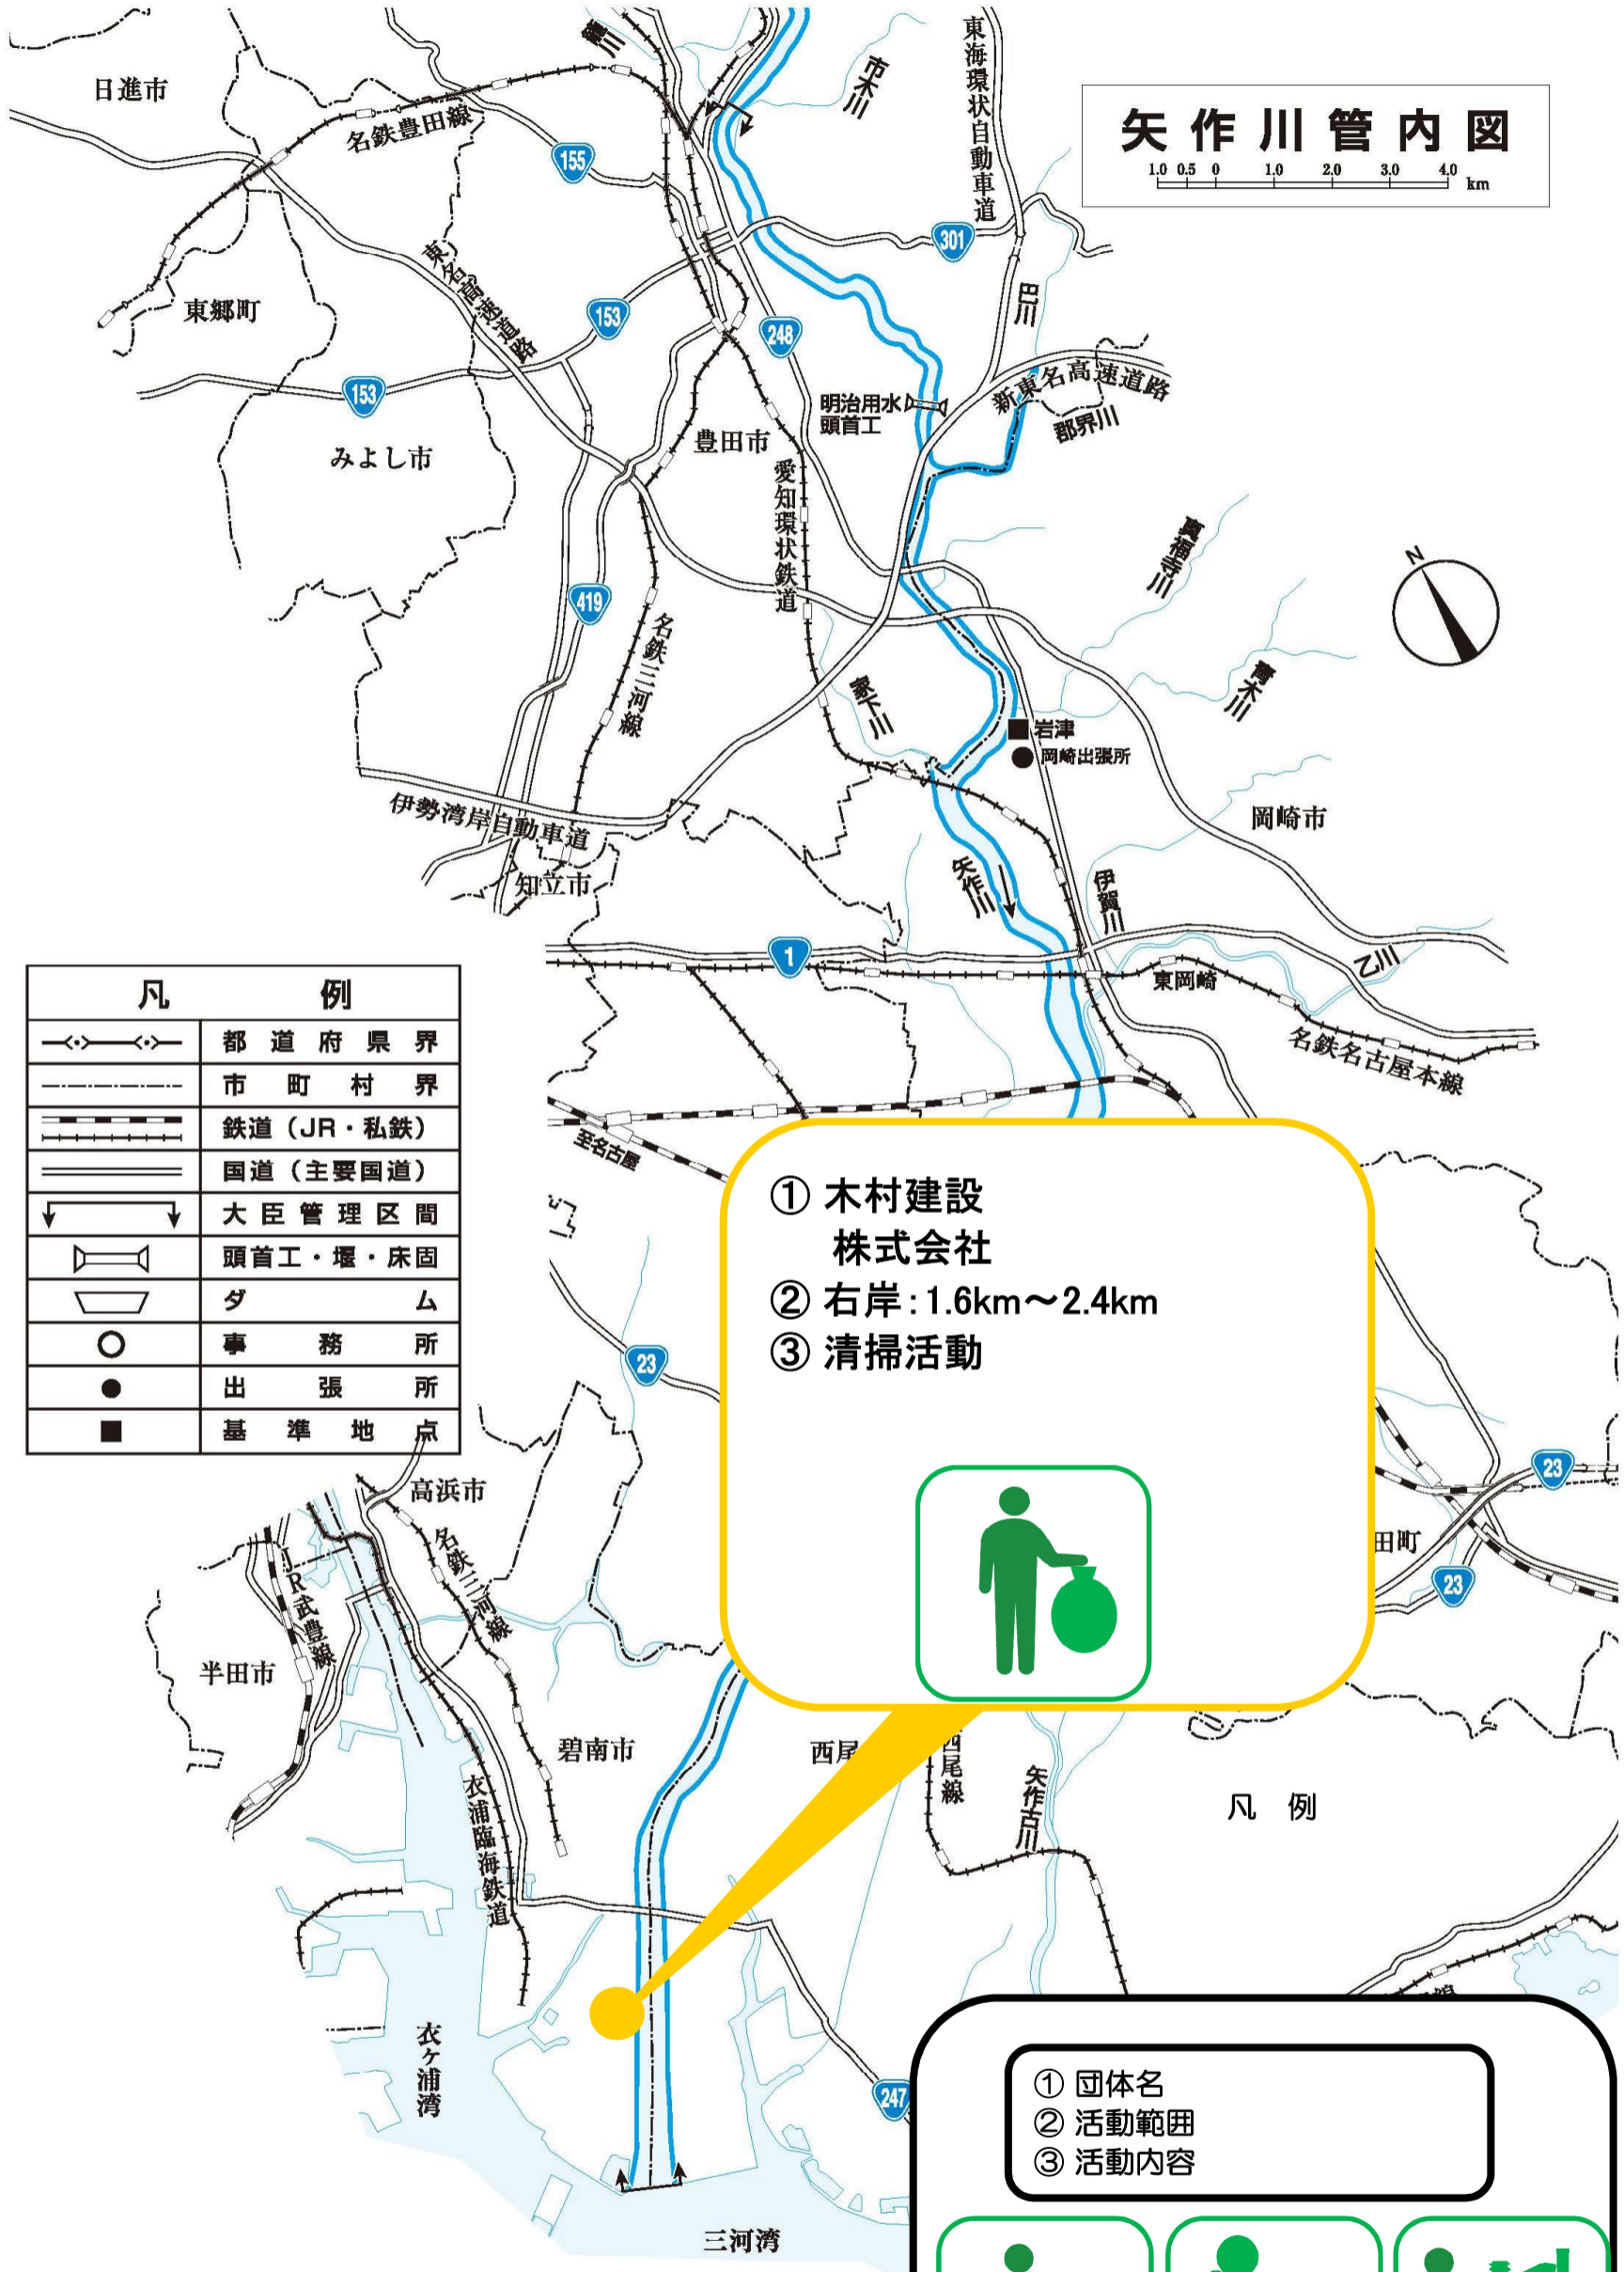 矢作川管内図
1.0 0.5 0 1.0 2.0 3.0 4.0 km
日進市
名鉄豊田線
籠川
市木川
東海環状自動車道
155
301
東郷町
東名高速道路
153
248
巴川
153
明治用水
頭首工
新東名高速道路
郡界川
みよし市
豊田市
愛知環状鉄道
真福寺川
N
419
名鉄三河線
家下川
青木川
岩津
岡崎出張所
伊勢湾岸自動車道
岡崎市
知立市
矢作川
伊賀川
1
乙川
東岡崎
名鉄名古屋本線
至名古屋
凡例
都道府県界
市町村界
鉄道(JR・私鉄)
国道(主要国道)
大臣管理区間
頭首工・堰・床固
ダム
事務所
出張所
基準地点
① 木村建設
株式会社
② 右岸:1.6km~2.4km
③ 清掃活動
23
23
田町
23
高浜市
名鉄三河線
JR武豊線
半田市
碧南市
西尾
西尾線
矢作古川
凡 例
衣浦臨海鉄道
線
衣ケ浦湾
247
三河湾
① 団体名
② 活動範囲
③ 活動内容